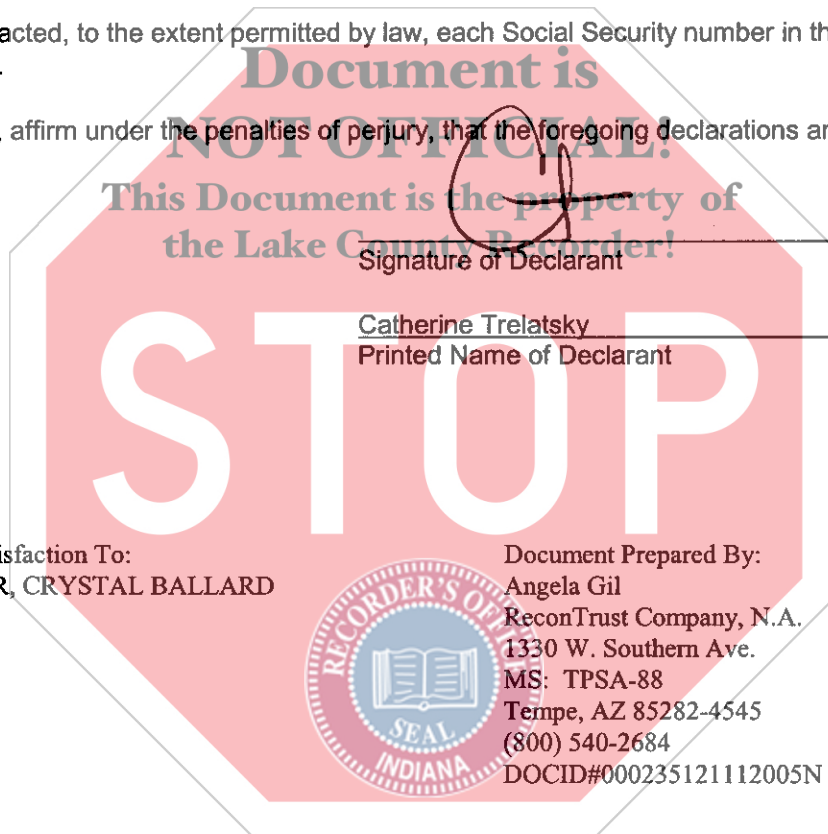 acted, to the extent permitted by law, each Social Security number in th
Document is
, affirm under the penalties of perjury, that the foregoing declarations ar
NOT OFFICIAL!
This Document is the property of
the Lake County Recorder!
Signature of Declarant
Catherine Trelatsky
Printed Name of Declarant
STOP
isfaction To:
R, CRYSTAL BALLARD
Document Prepared By:
Angela Gil
ReconTrust Company, N.A.
1330 W. Southern Ave.
MS: TPSA-88
Tempe, AZ 85282-4545
(800) 540-2684
DOCID#000235121112005N
RECORDER'S OFFICE
SEAL
INDIANA